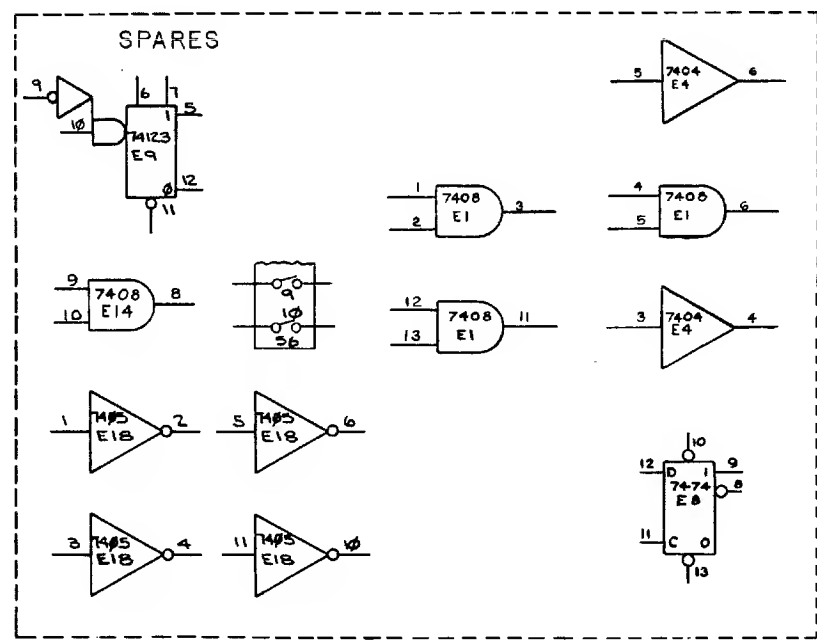 SPARES
9
10
6 7
1 5
74123
E9
0 12
11
5 7404 6
E4
1
7408
E1
2 3
4
7408
E1
5 6
9
7408 8
E14
10
9
10
S6
12
7408 11
E1
13
3 7404 4
E4
1 7405 2
E18
5 7405 6
E18
3 7405 4
E18
11 7405 10
E18
10
12 D 1 9
7474 8
E8
11 C 0
13